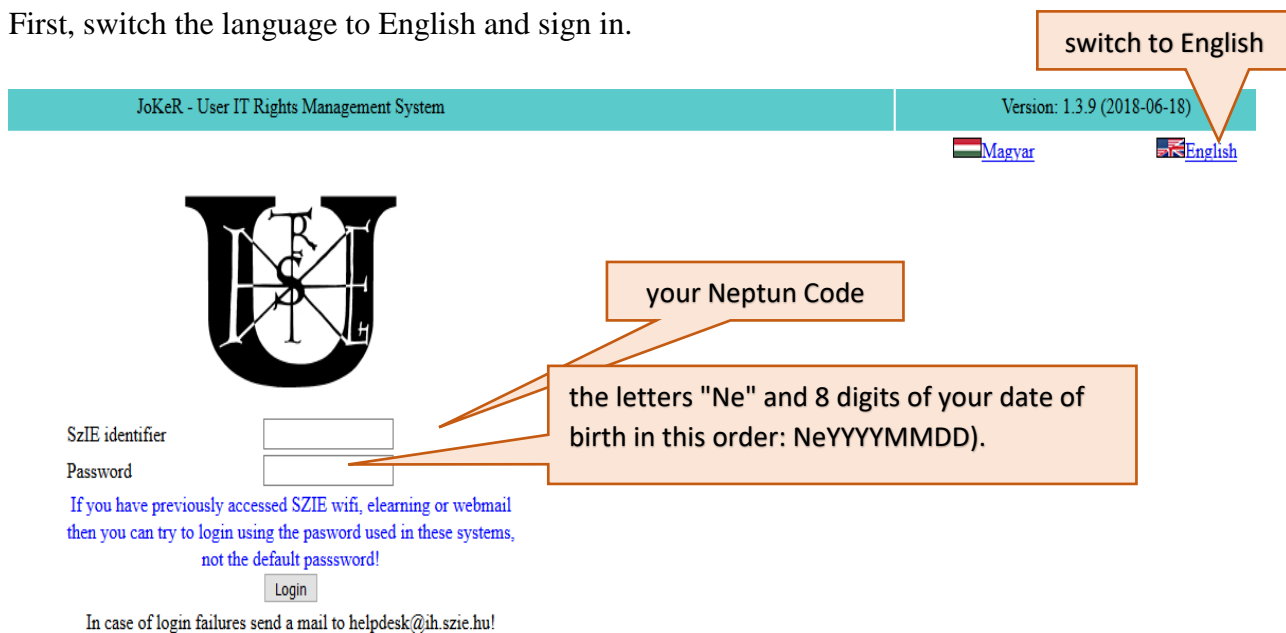 First, switch the language to English and sign in.
switch to English
JoKeR - User IT Rights Management System
Version: 1.3.9 (2018-06-18)
Magyar
English
your Neptun Code
the letters "Ne" and 8 digits of your date of
birth in this order: NeYYYYMMDD).
SzIE identifier
Password
If you have previously accessed SZIE wifi, elearning or webmail
then you can try to login using the pasword used in these systems,
not the default passsword!
Login
In case of login failures send a mail to helpdesk@ih.szie.hu!